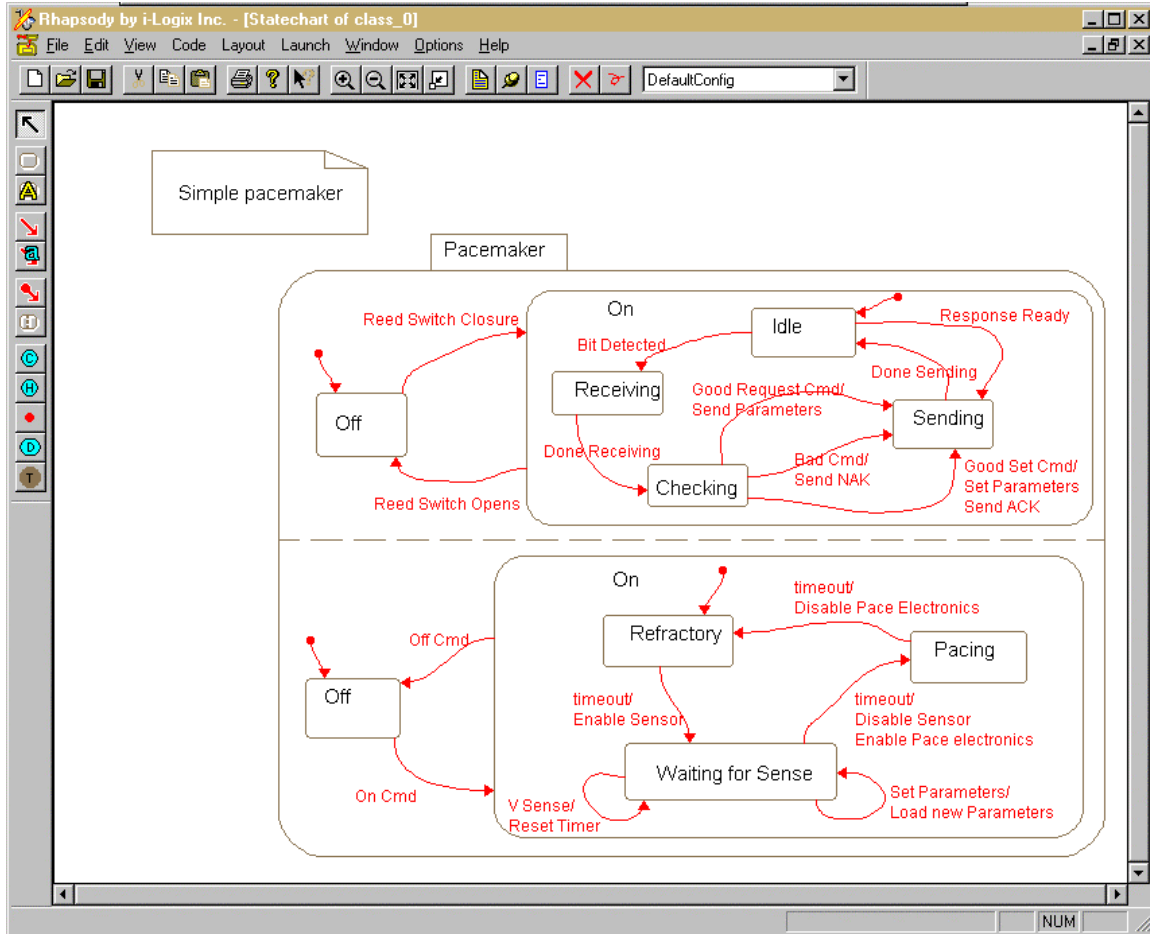 Rhapsody by i-Logix Inc. - [Statechart of class_0]
File Edit View Code Layout Launch Window Options Help
DefaultConfig
Simple pacemaker
Pacemaker
On
Reed Switch Closure
Idle
Response Ready
Bit Detected
Done Sending
Receiving
Good Request Cmd/
Send Parameters
Off
Sending
Done Receiving
Bad Cmd/
Send NAK
Good Set Cmd/
Set Parameters
Send ACK
Checking
Reed Switch Opens
On
timeout/
Disable Pace Electronics
Refractory
Off Cmd
Pacing
Off
timeout/
Enable Sensor
timeout/
Disable Sensor
Enable Pace electronics
Waiting for Sense
On Cmd
V Sense/
Reset Timer
Set Parameters/
Load new Parameters
A
a
H
C
H
D
T
NUM